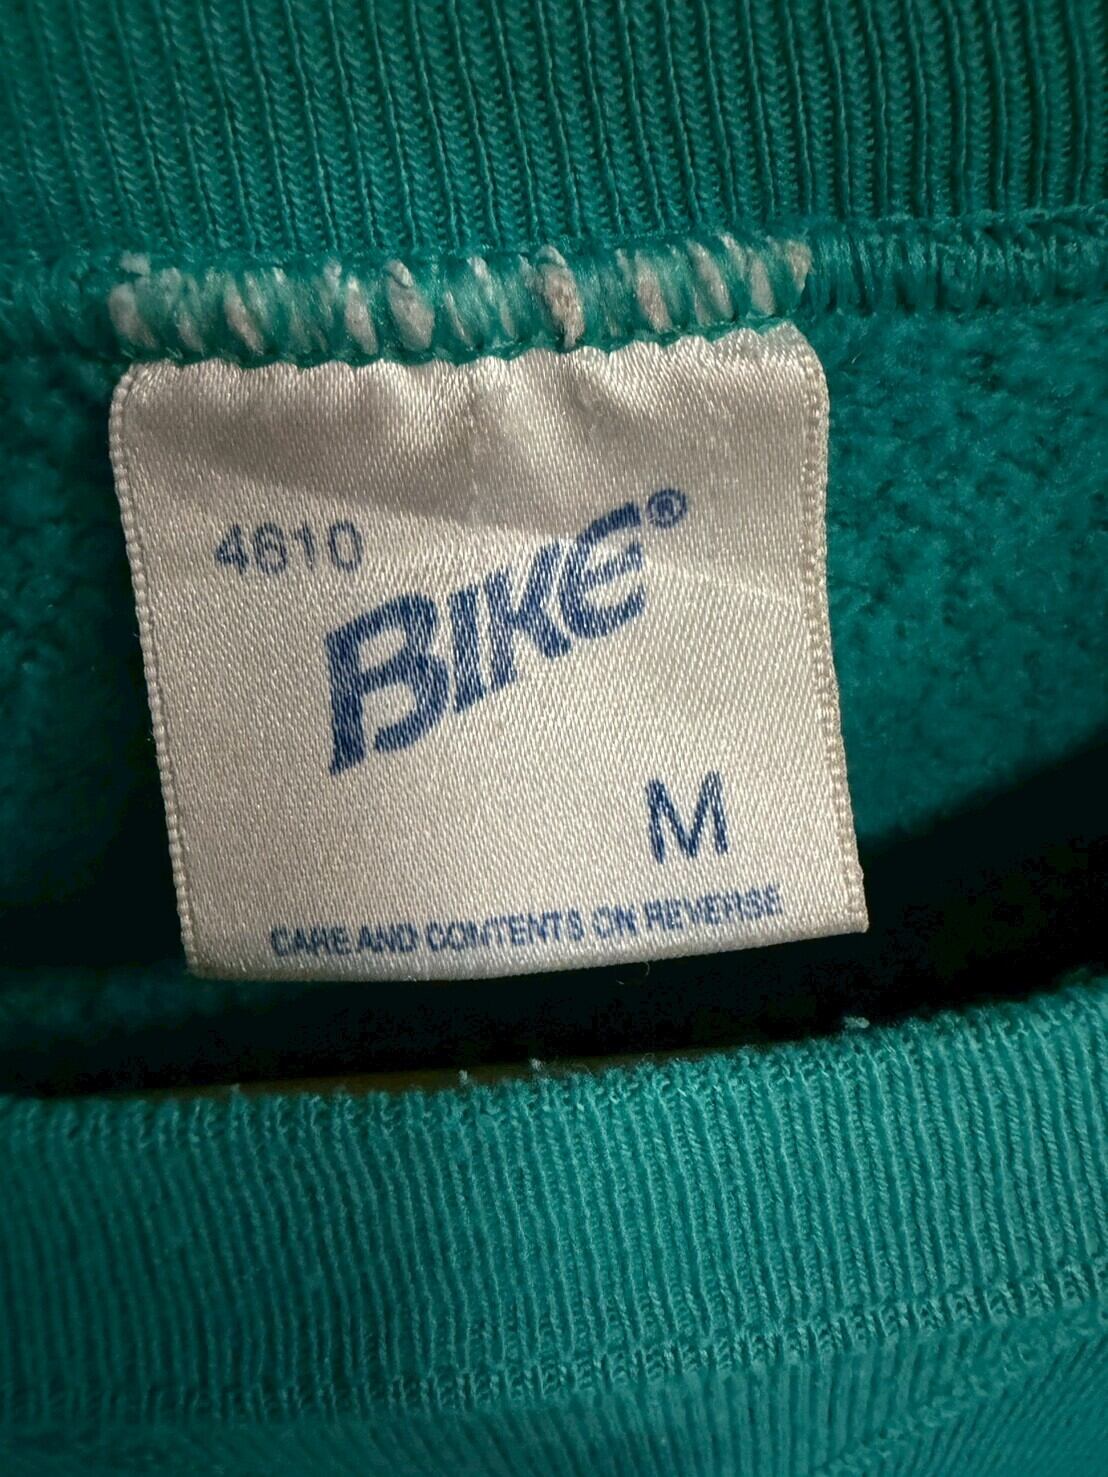 4610
BIKE®
M
CARE AND CONTENTS ON REVERSE